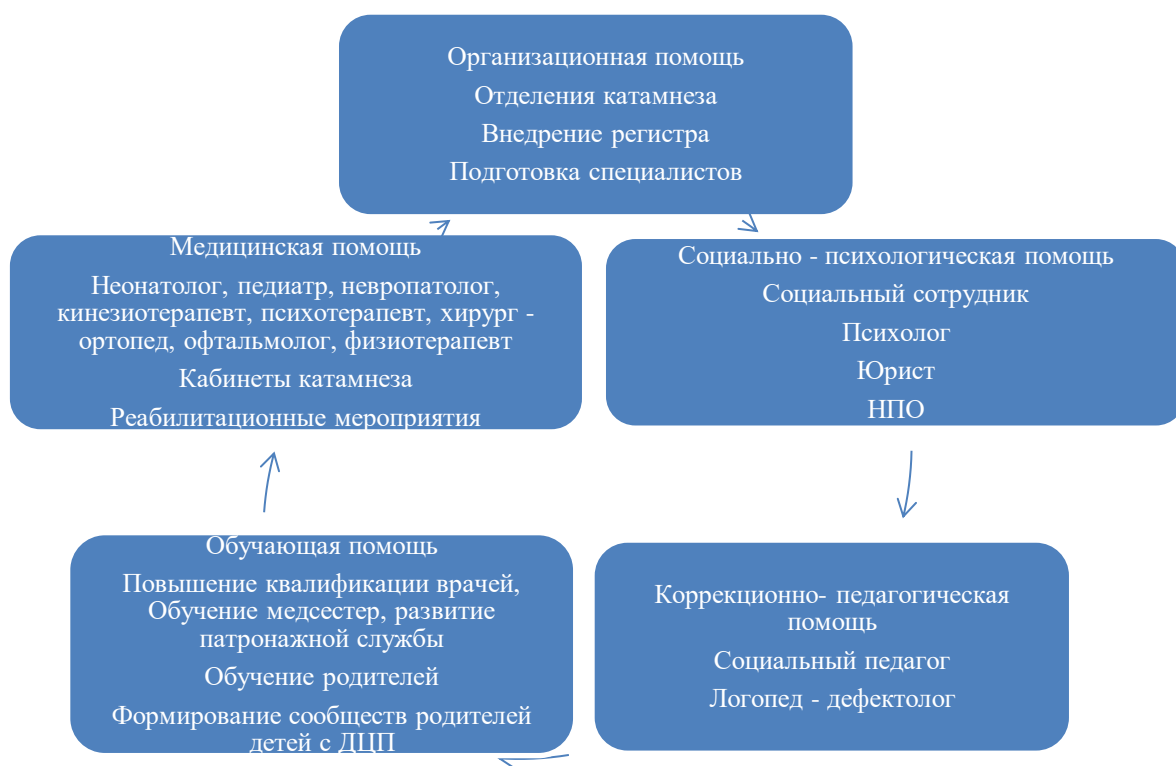 Организационная помощь
Отделения катамнеза
Внедрение регистра
Подготовка специалистов
Медицинская помощь
Неонатолог, педиатр, невропатолог,
кинезиотерапевт, психотерапевт, хирург -
ортопед, офтальмолог, физиотерапевт
Кабинеты катамнеза
Реабилитационные мероприятия
Социально - психологическая помощь
Социальный сотрудник
Психолог
Юрист
НПО
Обучающая помощь
Повышение квалификации врачей,
Обучение медсестер, развитие
патронажной службы
Обучение родителей
Формирование сообществ родителей
детей с ДЦП
Коррекционно- педагогическая
помощь
Социальный педагог
Логопед - дефектолог